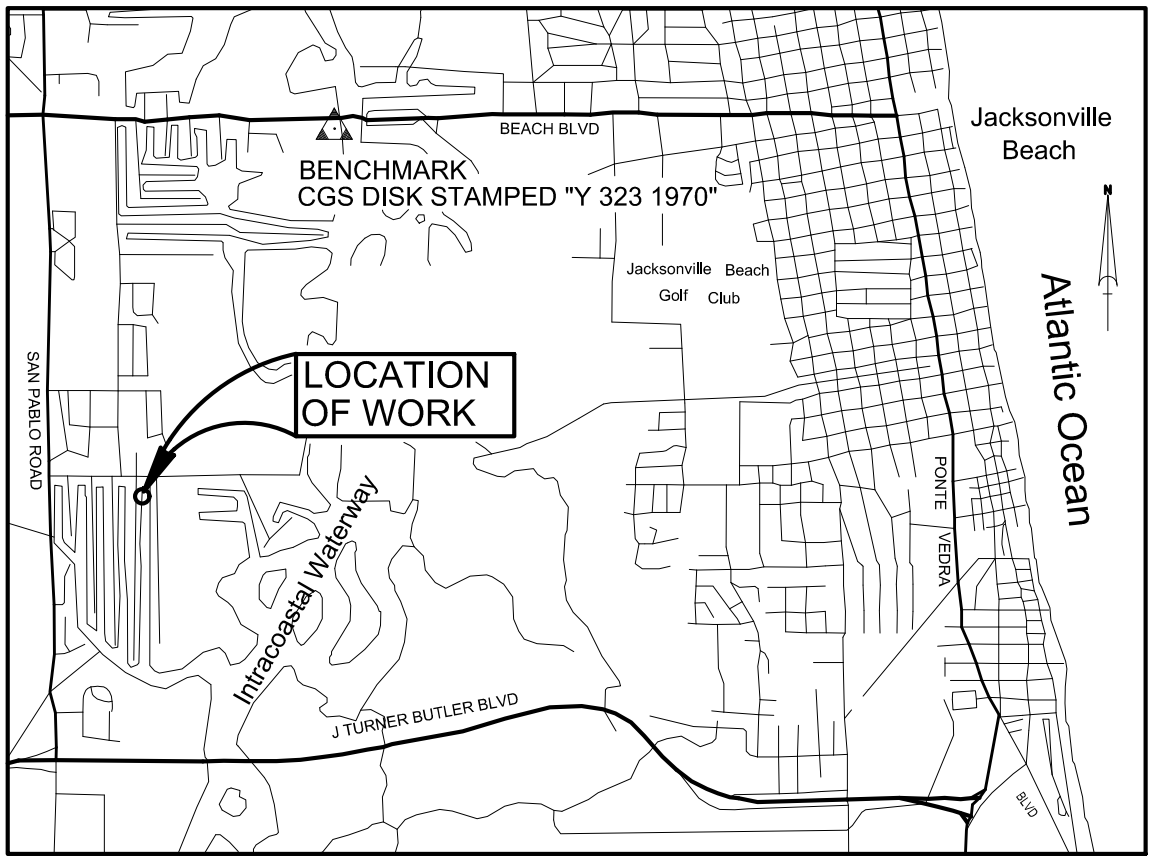 BEACH BLVD
Jacksonville
Beach
BENCHMARK
CGS DISK STAMPED "Y 323 1970"
N
Jacksonville Beach
Golf Club
Atlantic Ocean
SAN PABLO ROAD
LOCATION
OF WORK
PONTE
VEDRA
Intracoastal Waterway
J TURNER BUTLER BLVD
BLVD